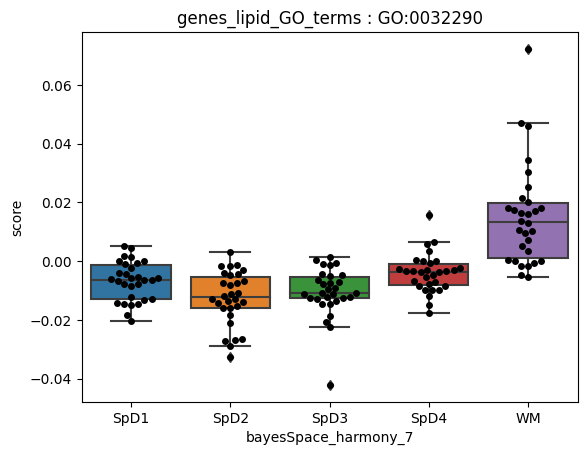 genes_lipid_GO_terms : GO:0032290
0.06
0.04
0.02
0.00
−0.02
−0.04
score
SpD1 SpD2 SpD3 SpD4 WM
bayesSpace_harmony_7